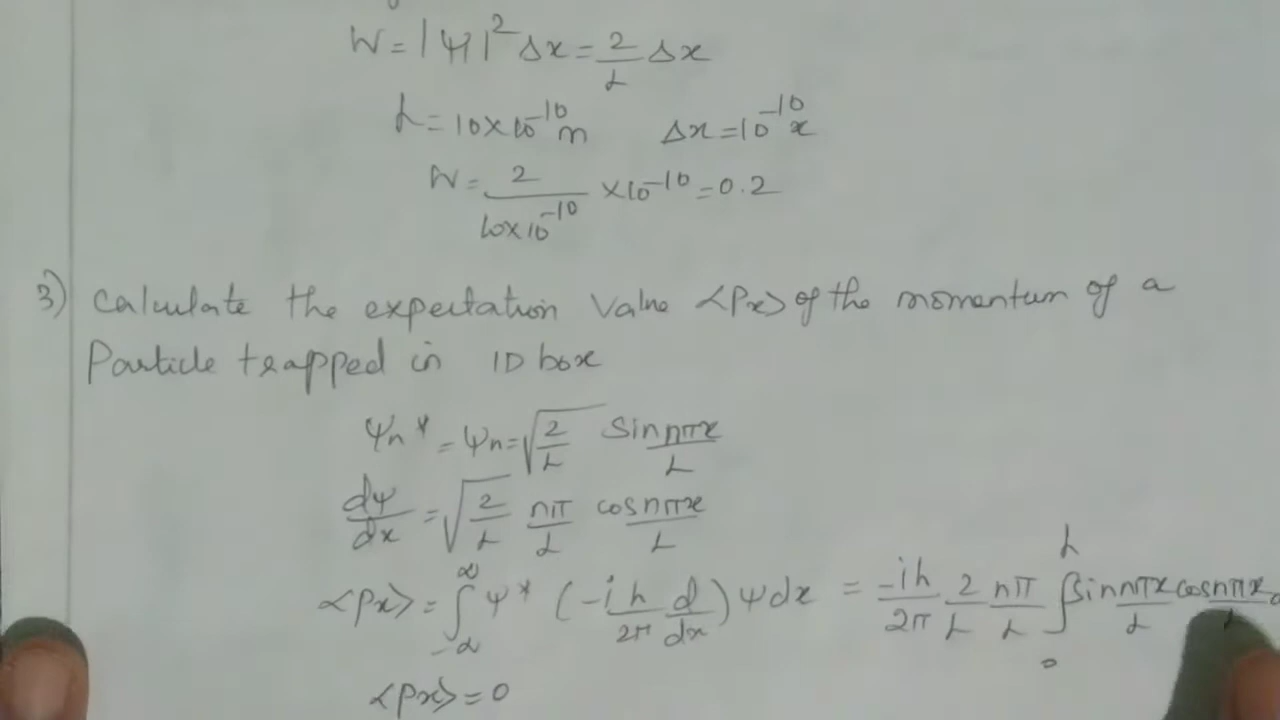 W = |Ψ|² Δx = 2/L Δx
L = 10×10⁻¹⁰ m Δx = 10⁻¹⁰ x
W = 2/(10×10⁻¹⁰) ×10⁻¹⁰ = 0.2
3) Calculate the expectation value <Px> of the momentum of a
Particle trapped in 1D box
Ψn* = Ψn = √(2/L) Sin nπx/L
dΨ/dx = √(2/L) nπ/L cos nπx/L
<Px> = ∫_{-∞}^{∞} Ψ* (-i h/2π d/dx) Ψ dx = -ih/2π 2/L nπ/L ∫_0^L Sin nπx/L cos nπx/L
<Px> = 0